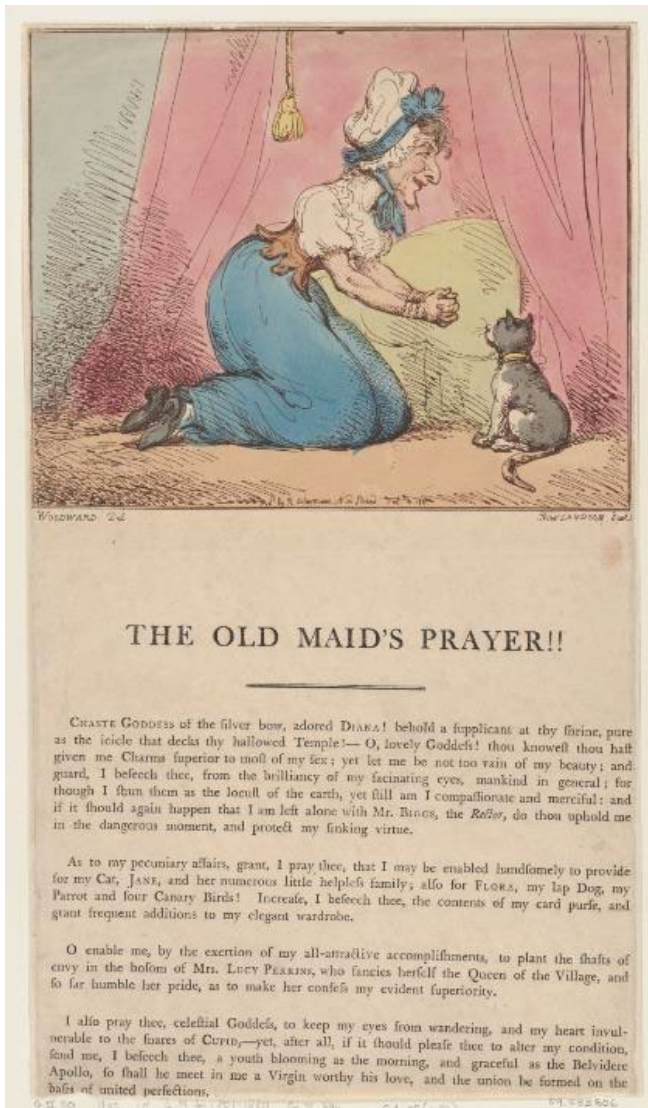 WOODWARD Del
ROWLANDSON Scul
THE OLD MAID'S PRAYER!!
CHASTE GODDESS of the ſilver bow, adored DIANA! behold a ſupplicant at thy ſhrine, pure
as the icicle that decks thy hallowed Temple!— O, lovely Goddeſs! thou knoweſt thou haſt
given me Charms ſuperior to moſt of my ſex; yet let me be not too vain of my beauty; and
guard, I beſeech thee, from the brilliancy of my faſcinating eyes, mankind in general; for
though I ſhun them as the locuſt of the earth, yet ſtill am I compaſſionate and merciful: and
if it ſhould again happen that I am left alone with Mr. BIGGS, the Rector, do thou uphold me
in the dangerous moment, and protect my ſinking virtue.
As to my pecuniary affairs, grant, I pray thee, that I may be enabled handſomely to provide
for my Cat, JANE, and her numerous little helpleſs family; alſo for FLORA, my lap Dog, my
Parrot and four Canary Birds! Increaſe, I beſeech thee, the contents of my card purſe, and
grant frequent additions to my elegant wardrobe.
O enable me, by the exertion of my all-attractive accompliſhments, to plant the ſhafts of
envy in the boſom of Mrs. LUCY PERKINS, who fancies herſelf the Queen of the Village, and
ſo far humble her pride, as to make her confeſs my evident ſuperiority.
I alſo pray thee, celeſtial Goddeſs, to keep my eyes from wandering, and my heart invul-
nerable to the ſnares of CUPID,—yet, after all, if it ſhould pleaſe thee to alter my condition,
ſend me, I beſeech thee, a youth blooming as the morning, and graceful as the Belvidere
Apollo, ſo ſhall he meet in me a Virgin worthy his love, and the union be formed on the
baſis of united perfections.
59.533.506